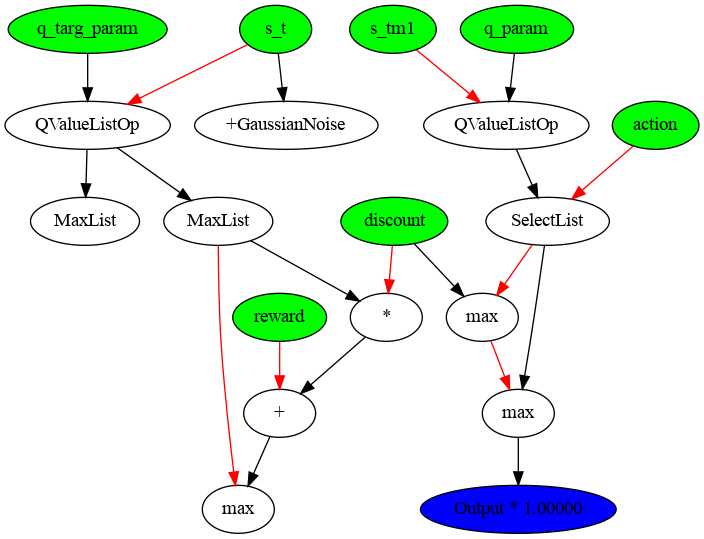 q_targ_param
s_t
s_tm1
q_param
QValueListOp
+GaussianNoise
QValueListOp
action
MaxList
MaxList
discount
SelectList
reward
*
max
+
max
max
Output * 1.00000